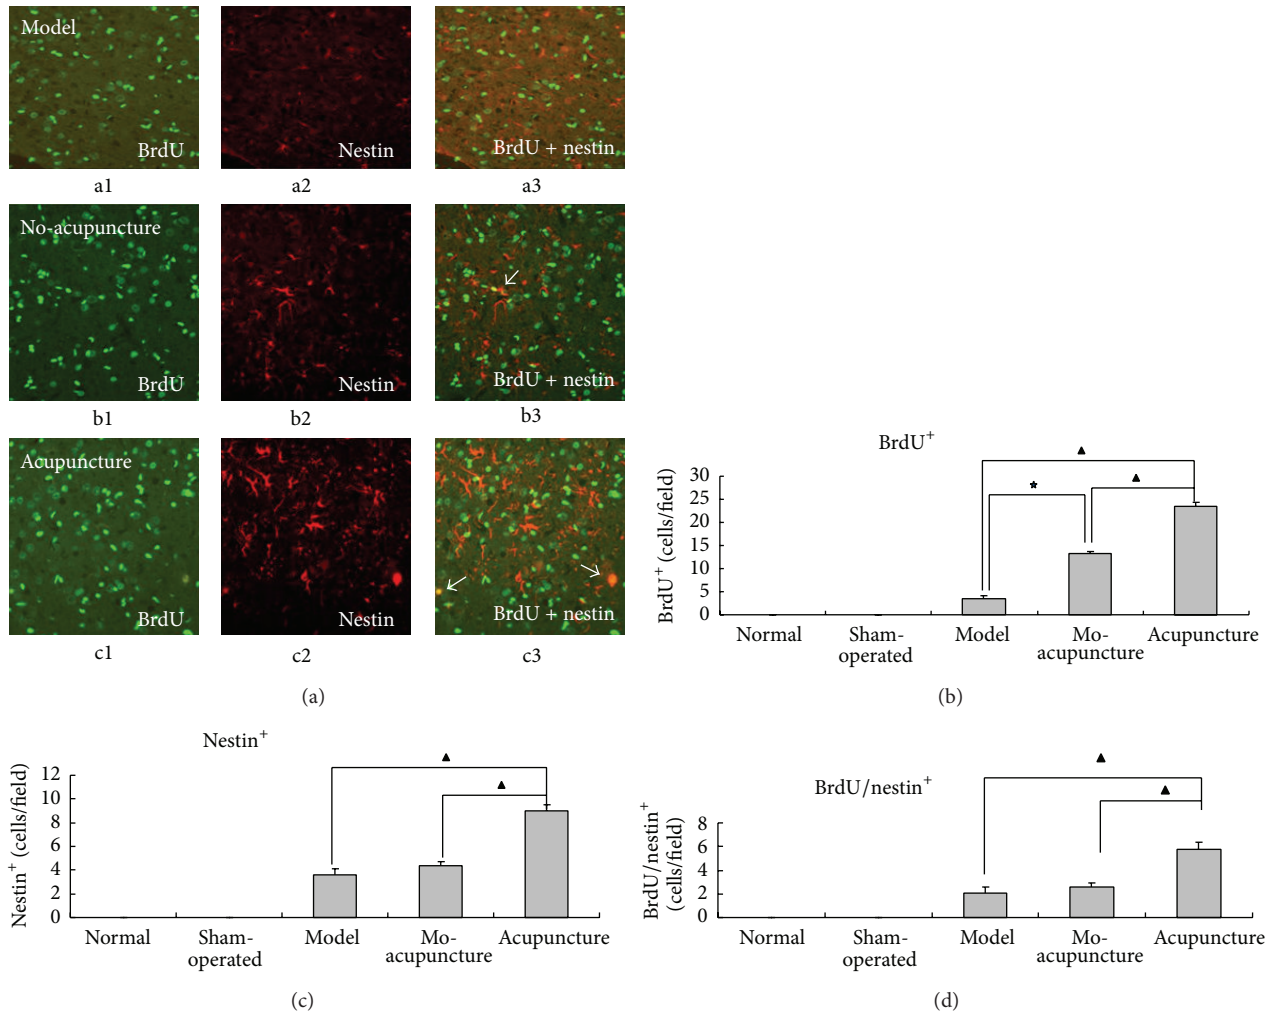 Model
BrdU
Nestin
BrdU + nestin
a1
a2
a3
No-acupuncture
BrdU
Nestin
BrdU + nestin
b1
b2
b3
Acupuncture
BrdU
Nestin
BrdU + nestin
c1
c2
c3
(a)
BrdU+
BrdU+ (cells/field)
30
25
20
15
10
5
0
Normal
Sham-
operated
Model
Mo-
acupuncture
Acupuncture
(b)
Nestin+
Nestin+ (cells/field)
12
10
8
6
4
2
0
Normal
Sham-
operated
Model
Mo-
acupuncture
Acupuncture
(c)
BrdU/nestin+
BrdU/nestin+
(cells/field)
8
6
4
2
0
Normal
Sham-
operated
Model
Mo-
acupuncture
Acupuncture
(d)